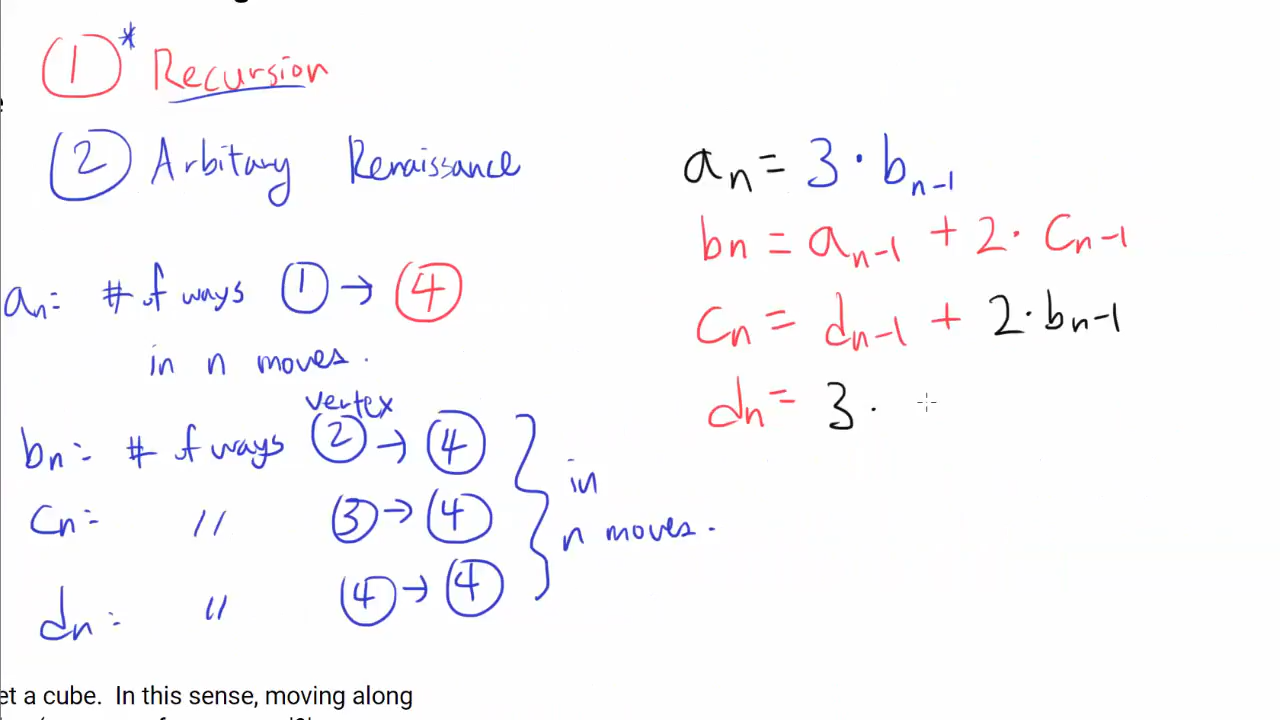 ①* Recursion
② Arbitary Renaissance
aₙ = # of ways ① → ④
in n moves.
bₙ = # of ways vertex ② → ④
cₙ = " ③ → ④
dₙ = " ④ → ④
in
n moves.
aₙ = 3 · bₙ₋₁
bₙ = aₙ₋₁ + 2 · cₙ₋₁
cₙ = dₙ₋₁ + 2 · bₙ₋₁
dₙ = 3 ·
et a cube. In this sense, moving along